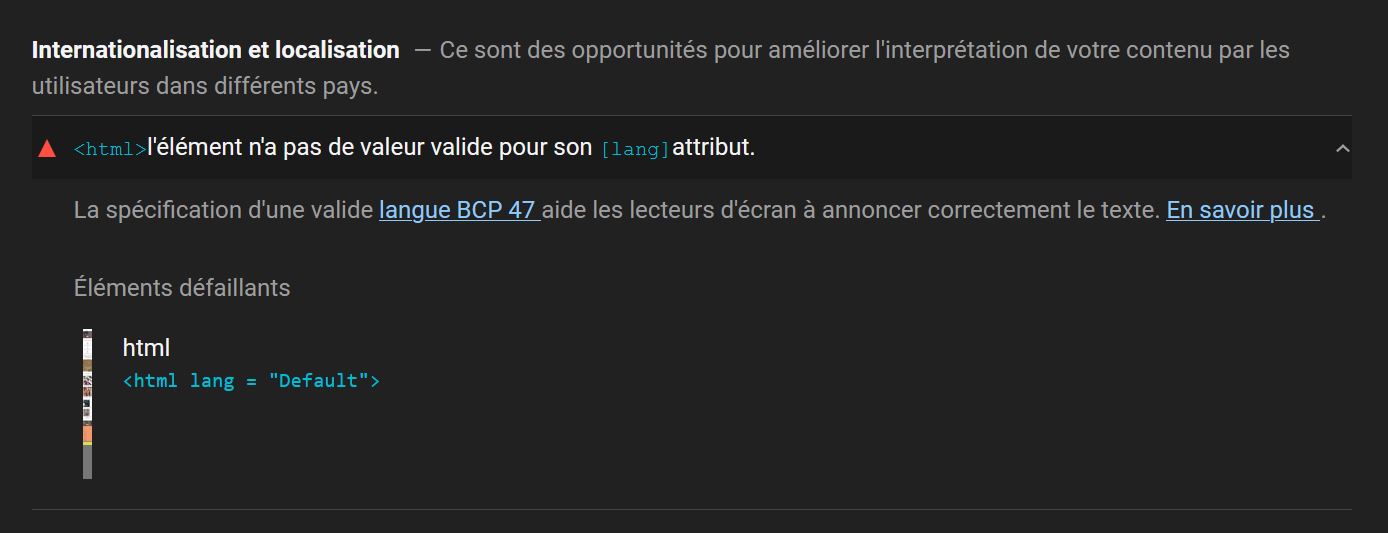 Internationalisation et localisation — Ce sont des opportunités pour améliorer l'interprétation de votre contenu par les
utilisateurs dans différents pays.
<html>l'élément n'a pas de valeur valide pour son [lang]attribut.
La spécification d'une valide langue BCP 47 aide les lecteurs d'écran à annoncer correctement le texte. En savoir plus .
Éléments défaillants
html
<html lang = "Default">